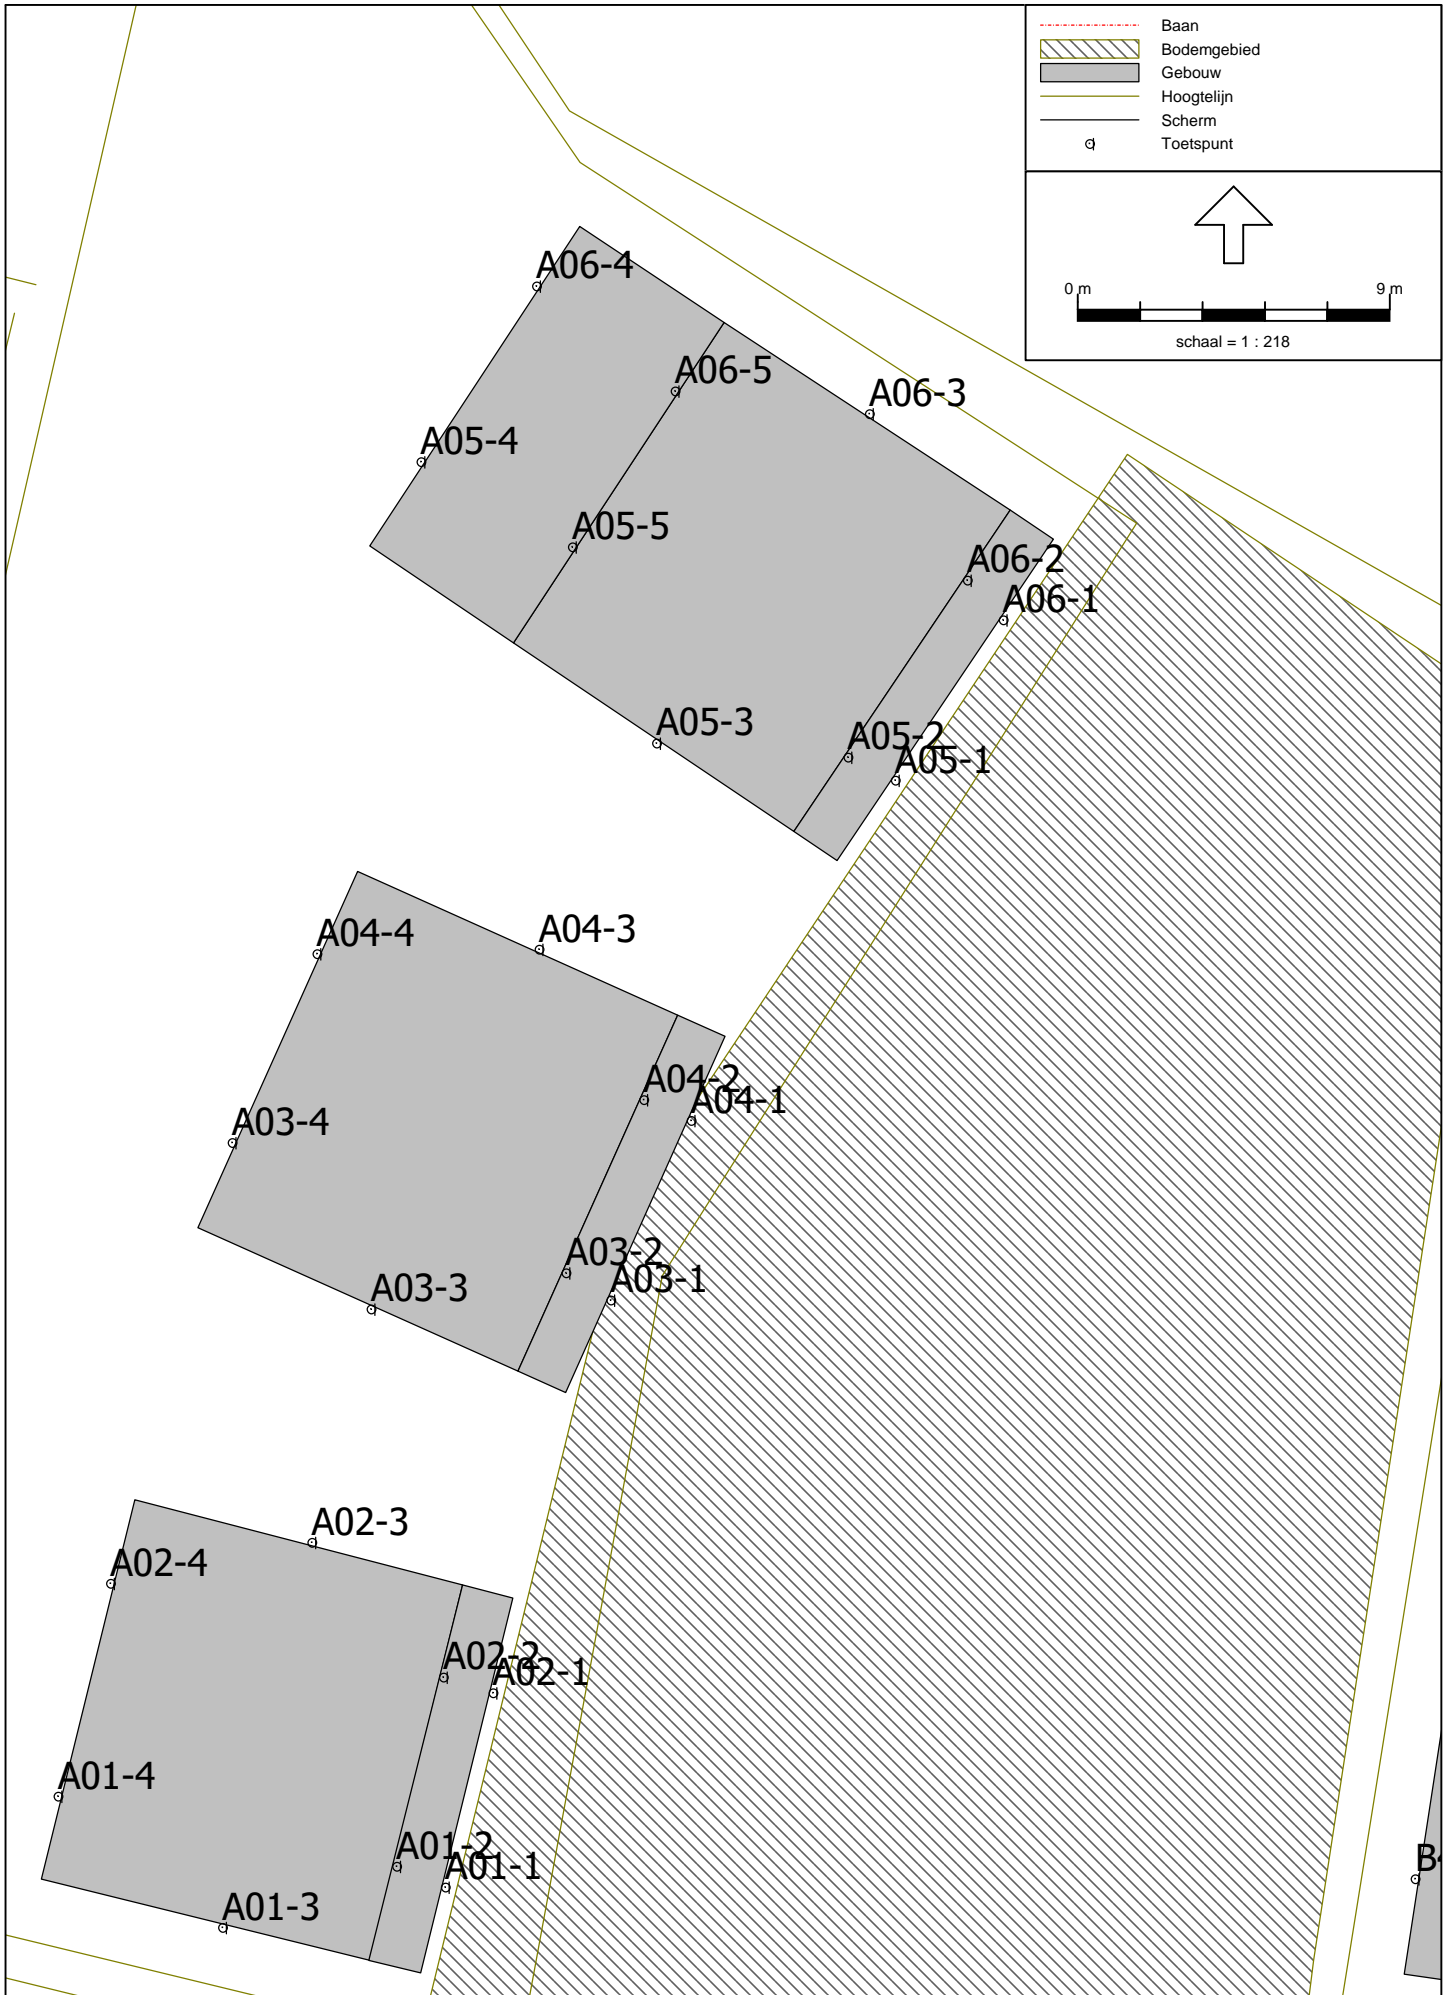 Baan
Bodemgebied
Gebouw
Hoogtelijn
Scherm
Toetspunt
0 m 9 m
schaal = 1 : 218
A06-4
A06-5
A06-3
A05-4
A05-5
A06-2
A06-1
A05-3
A05-2
A05-1
A04-4
A04-3
A04-2
A04-1
A03-4
A03-2
A03-1
A03-3
A02-3
A02-4
A02-2
A02-1
A01-4
A01-2
A01-1
A01-3